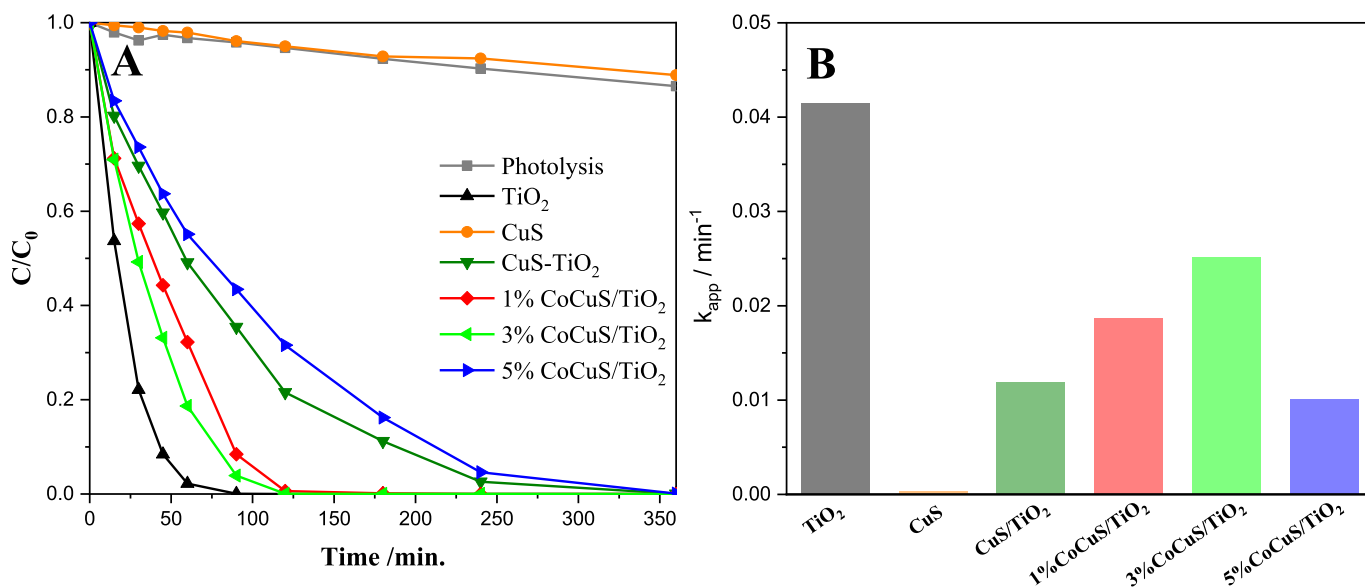 A
C/C0
1.0
0.8
0.6
0.4
0.2
0.0
0
50
100
150
200
250
300
350
Time /min.
Photolysis
TiO2
CuS
CuS-TiO2
1% CoCuS/TiO2
3% CoCuS/TiO2
5% CoCuS/TiO2
B
kapp / min-1
0.05
0.04
0.03
0.02
0.01
0.00
TiO2
CuS
CuS/TiO2
1%CoCuS/TiO2
3%CoCuS/TiO2
5%CoCuS/TiO2